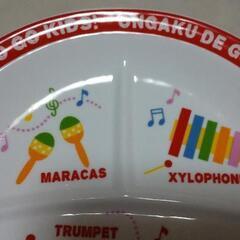 GO KIDS! ONGAKU DE G
MARACAS
XYLOPHONE
TRUMPET